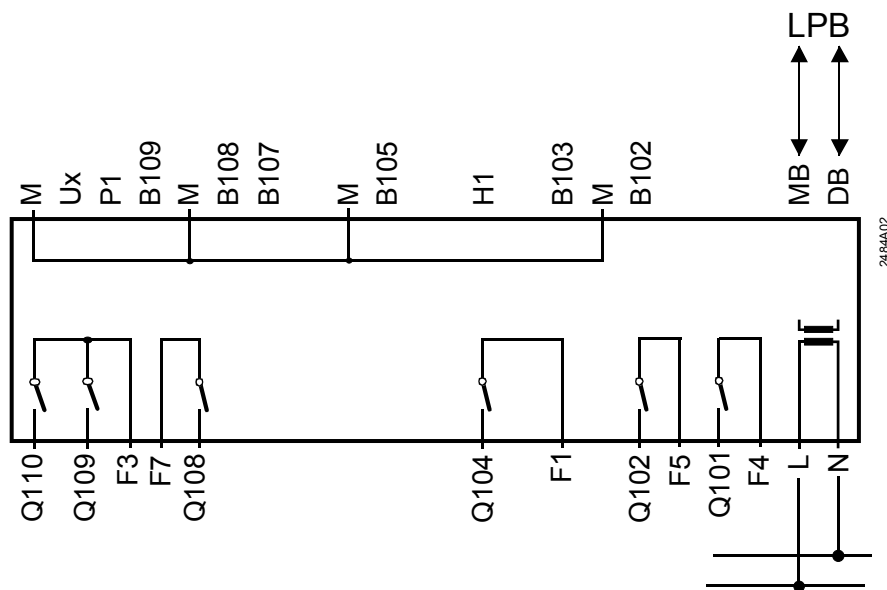 LPB
M Ux P1 B109 M B108 B107 M B105 H1 B103 M B102 MB DB
2484A02
Q110 Q109 F3 F7 Q108 Q104 F1 Q102 F5 Q101 F4 L N